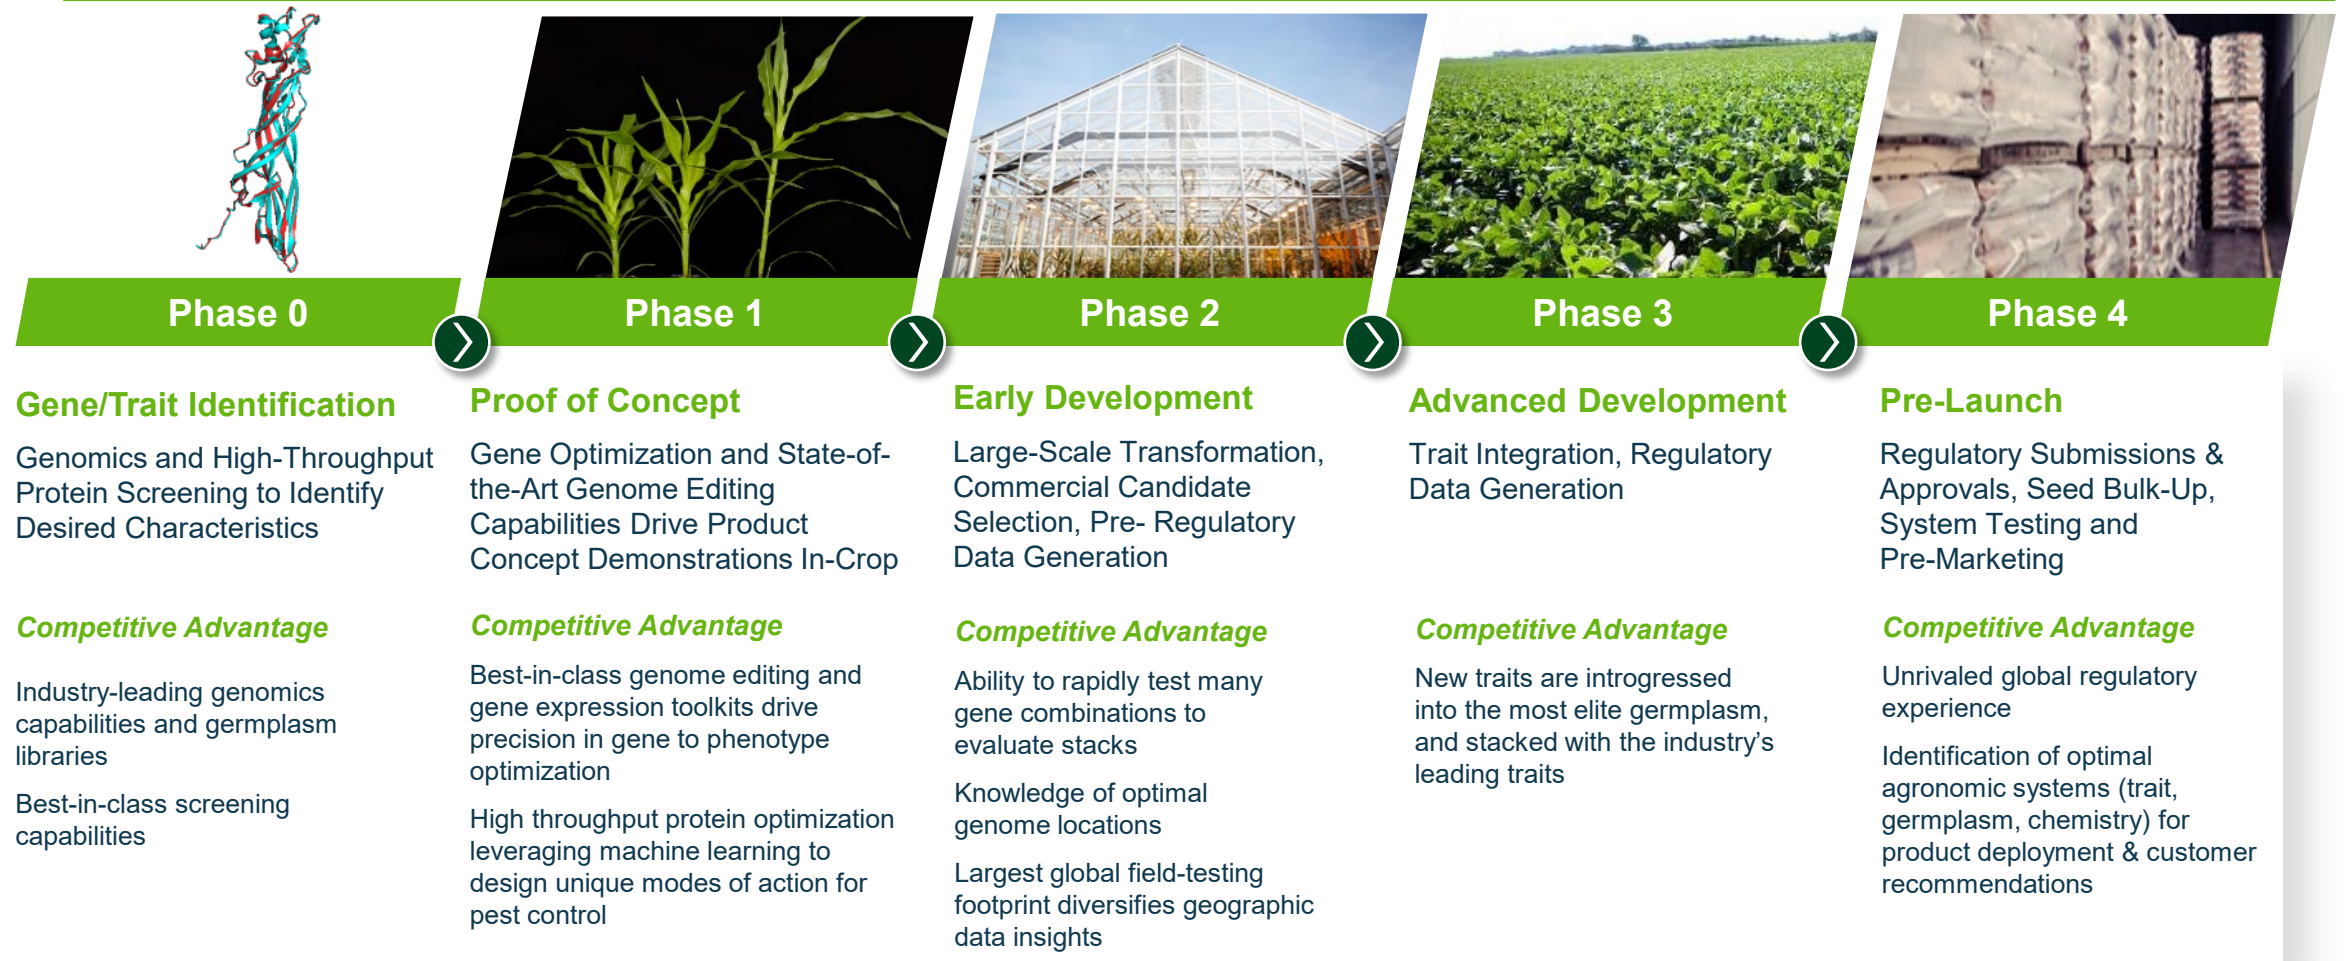 Phase 0
Phase 1
Phase 2
Phase 3
Phase 4
Gene/Trait Identification
Genomics and High-Throughput
Protein Screening to Identify
Desired Characteristics
Competitive Advantage
Industry-leading genomics
capabilities and germplasm
libraries
Best-in-class screening
capabilities
Proof of Concept
Gene Optimization and State-of-
the-Art Genome Editing
Capabilities Drive Product
Concept Demonstrations In-Crop
Competitive Advantage
Best-in-class genome editing and
gene expression toolkits drive
precision in gene to phenotype
optimization
High throughput protein optimization
leveraging machine learning to
design unique modes of action for
pest control
Early Development
Large-Scale Transformation,
Commercial Candidate
Selection, Pre- Regulatory
Data Generation
Competitive Advantage
Ability to rapidly test many
gene combinations to
evaluate stacks
Knowledge of optimal
genome locations
Largest global field-testing
footprint diversifies geographic
data insights
Advanced Development
Trait Integration, Regulatory
Data Generation
Competitive Advantage
New traits are introgressed
into the most elite germplasm,
and stacked with the industry’s
leading traits
Pre-Launch
Regulatory Submissions &
Approvals, Seed Bulk-Up,
System Testing and
Pre-Marketing
Competitive Advantage
Unrivaled global regulatory
experience
Identification of optimal
agronomic systems (trait,
germplasm, chemistry) for
product deployment & customer
recommendations